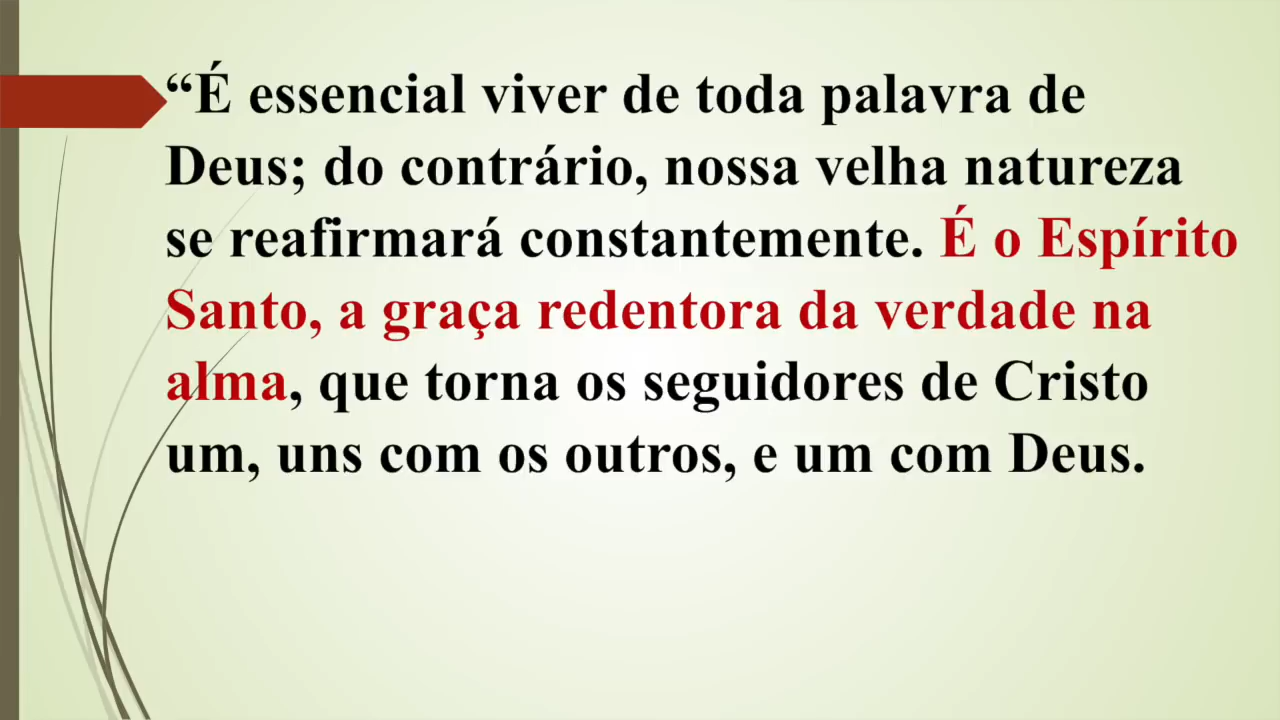 “É essencial viver de toda palavra de
Deus; do contrário, nossa velha natureza
se reafirmará constantemente. É o Espírito
Santo, a graça redentora da verdade na
alma, que torna os seguidores de Cristo
um, uns com os outros, e um com Deus.